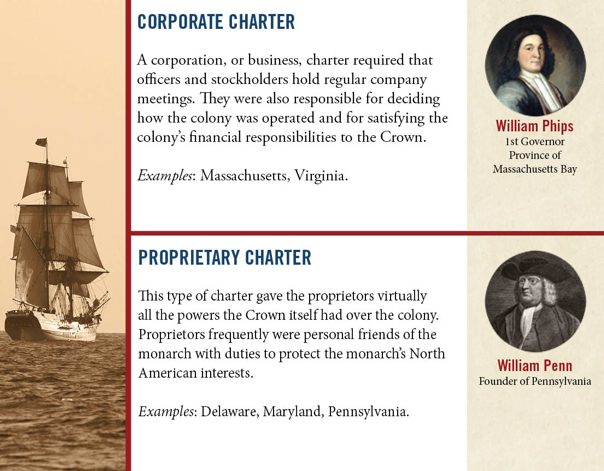 CORPORATE CHARTER
A corporation, or business, charter required that
officers and stockholders hold regular company
meetings. They were also responsible for deciding
how the colony was operated and for satisfying the
colony's financial responsibilities to the Crown.
Examples: Massachusetts, Virginia.
William Phips
1st Governor
Province of
Massachusetts Bay
PROPRIETARY CHARTER
This type of charter gave the proprietors virtually
all the powers the Crown itself had over the colony.
Proprietors frequently were personal friends of the
monarch with duties to protect the monarch's North
American interests.
Examples: Delaware, Maryland, Pennsylvania.
William Penn
Founder of Pennsylvania